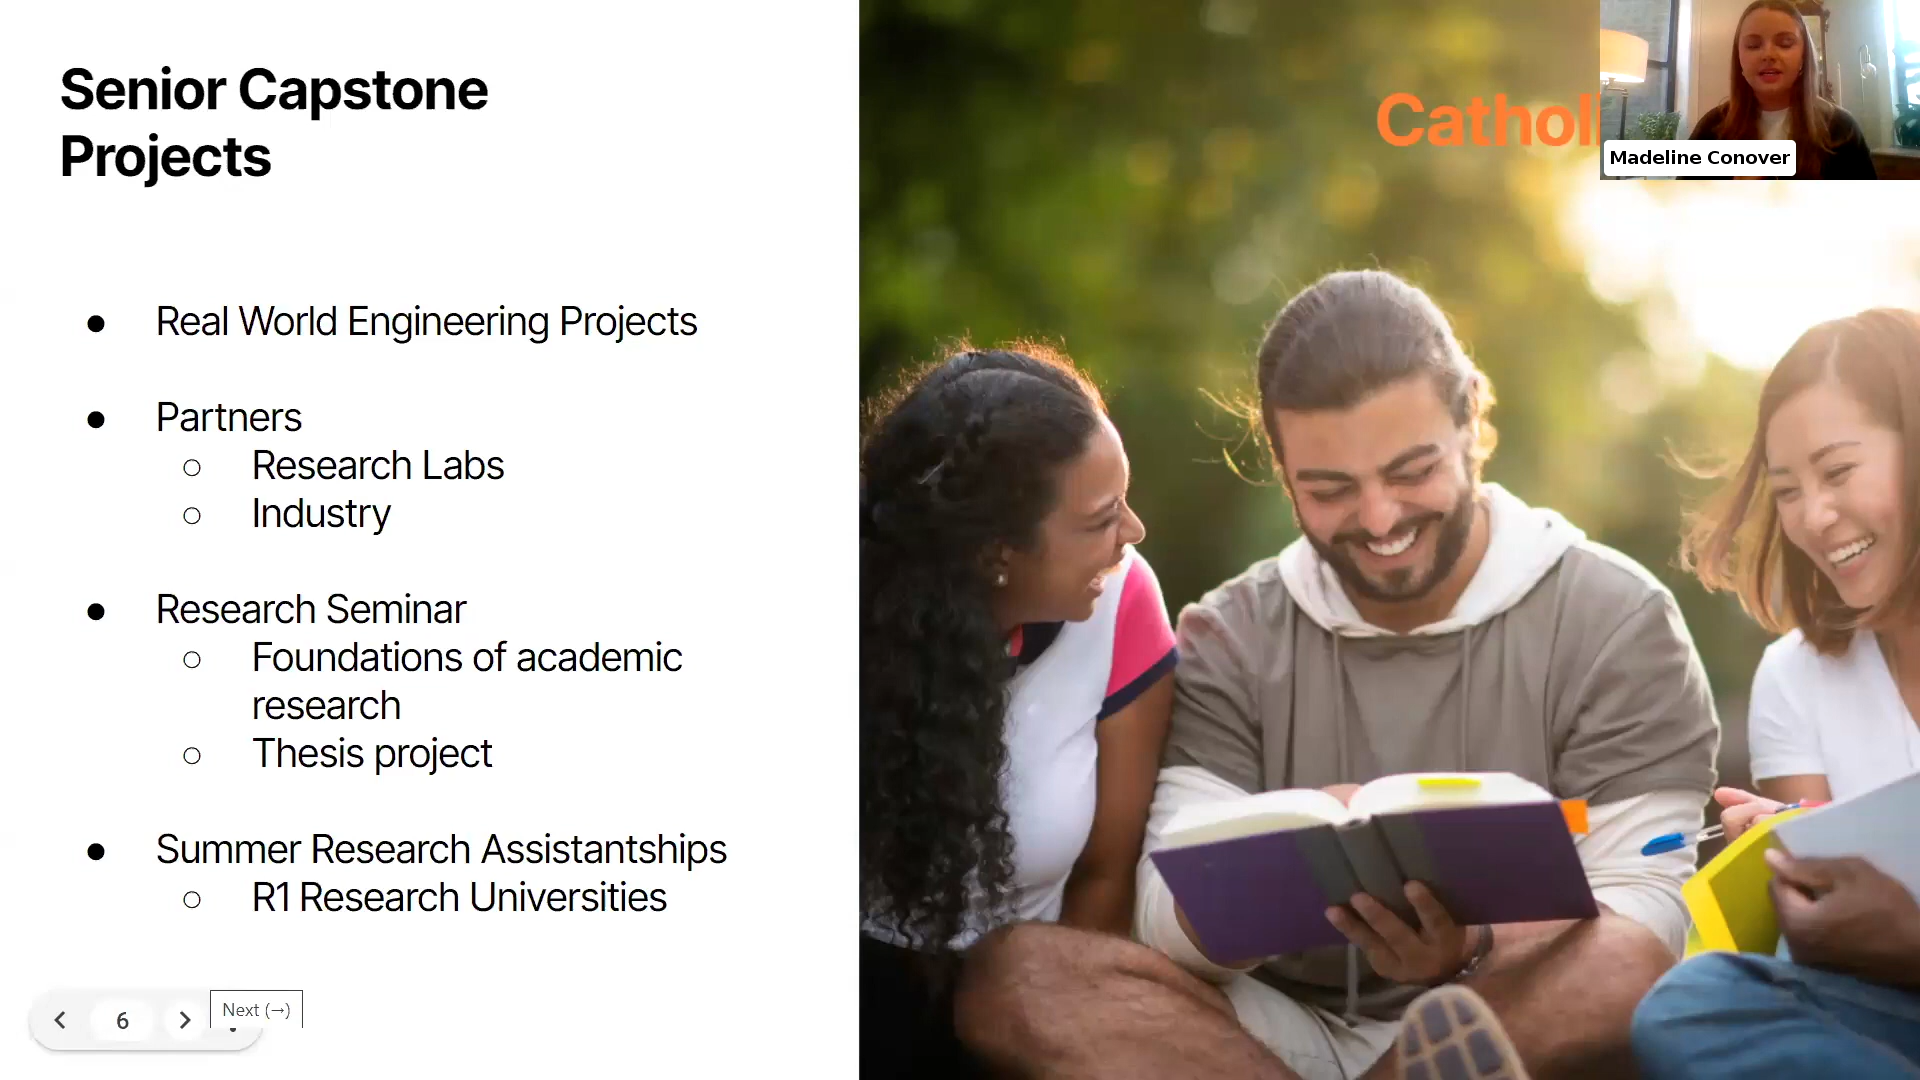 Senior Capstone
Projects
Real World Engineering Projects
Partners
Research Labs
Industry
Research Seminar
Foundations of academic
research
Thesis project
Summer Research Assistantships
R1 Research Universities
Catholi
Madeline Conover
6
Next (→)